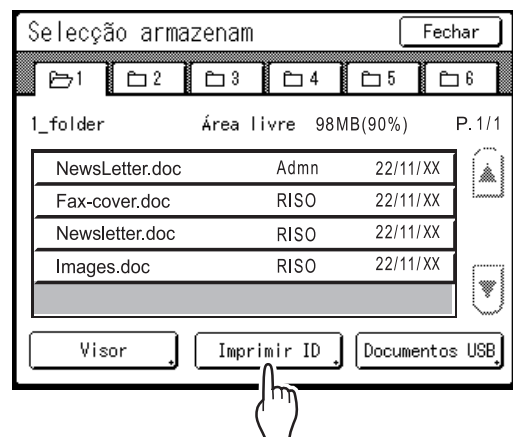 Selecção armazenam Fechar
1 2 3 4 5 6
1_folder Área livre 98MB(90%) P.1/1
NewsLetter.doc Admn 22/11/XX
Fax-cover.doc RISO 22/11/XX
Newsletter.doc RISO 22/11/XX
Images.doc RISO 22/11/XX
Visor Imprimir ID Documentos USB